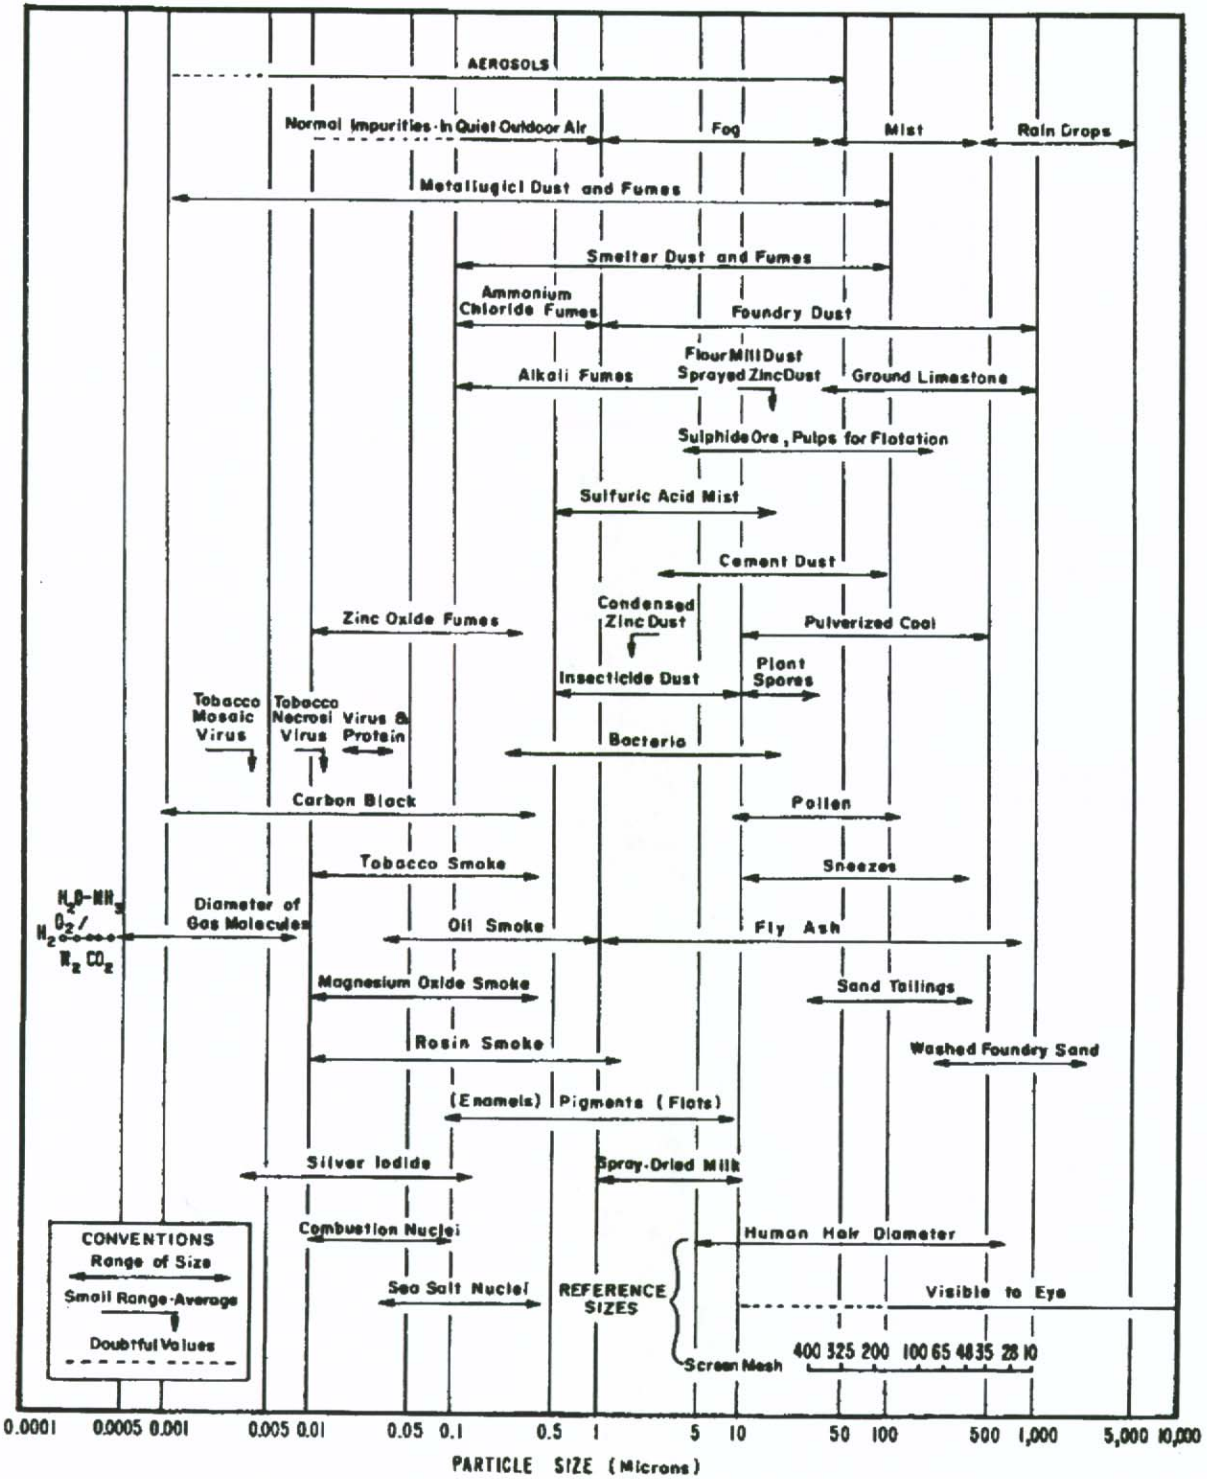 AEROSOLS
Normal Impurities-In Quiet Outdoor Air
Fog
Mist
Rain Drops
Metallugicl Dust and Fumes
Smelter Dust and Fumes
Ammonium
Chloride Fumes
Foundry Dust
Flour Mill Dust
Alkali Fumes
Sprayed Zinc Dust
Ground Limestone
Sulphide Ore, Pulps for Flotation
Sulfuric Acid Mist
Cement Dust
Condensed
Zinc Dust
Zinc Oxide Fumes
Pulverized Coal
Insecticide Dust
Plant
Spores
Tobacco
Mosaic
Virus
Tobacco
Necrosi
Virus
Virus &
Protein
Bacteria
Carbon Black
Pollen
Tobacco Smoke
Sneezes
H2O-NH3
O2/
H2
N2 CO2
Diameter of
Gas Molecules
Oil Smoke
Fly Ash
Magnesium Oxide Smoke
Sand Tailings
Rosin Smoke
Washed Foundry Sand
(Enamels) Pigments (Flats)
Silver Iodide
Spray-Dried Milk
Combustion Nuclei
Human Hair Diameter
Sea Salt Nuclei
REFERENCE
SIZES
Visible to Eye
Screen Mesh
400 325 200 100 65 48 35 28 10
CONVENTIONS
Range of Size
Small Range-Average
Doubtful Values
0.0001 0.0005 0.001 0.005 0.01 0.05 0.1 0.5 1 5 10 50 100 500 1,000 5,000 10,000
PARTICLE SIZE (Microns)